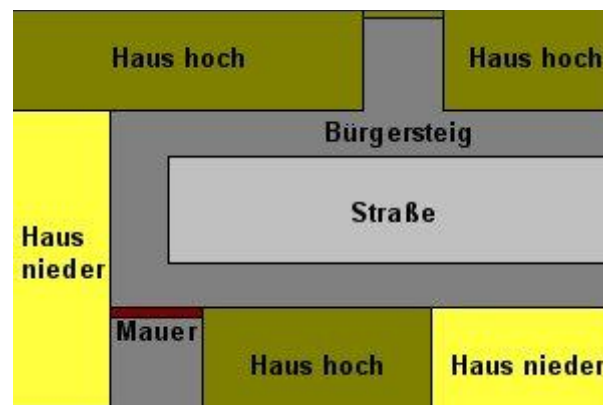 Haus hoch
Haus hoch
Bürgersteig
Straße
Haus
nieder
Mauer
Haus hoch
Haus nieder